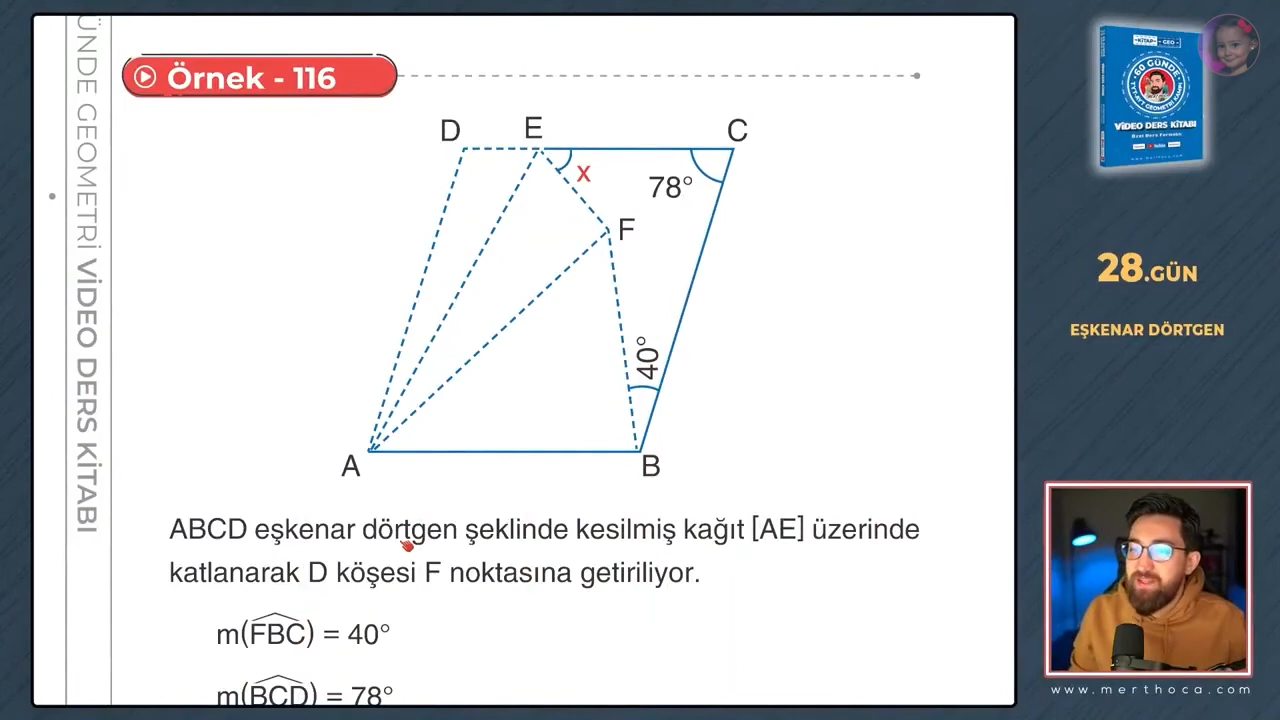 ÜNDE GEOMETRİ VİDEO DERS KİTABI
Örnek - 116
D
E
C
x
78°
F
40°
A
B
ABCD eşkenar dörtgen şeklinde kesilmiş kağıt [AE] üzerinde
katlanarak D köşesi F noktasına getiriliyor.
m(FBC) = 40°
m(BCD) = 78°
60 GÜNDE
VİDEO DERS KİTABI
28.GÜN
EŞKENAR DÖRTGEN
www.merthoca.com